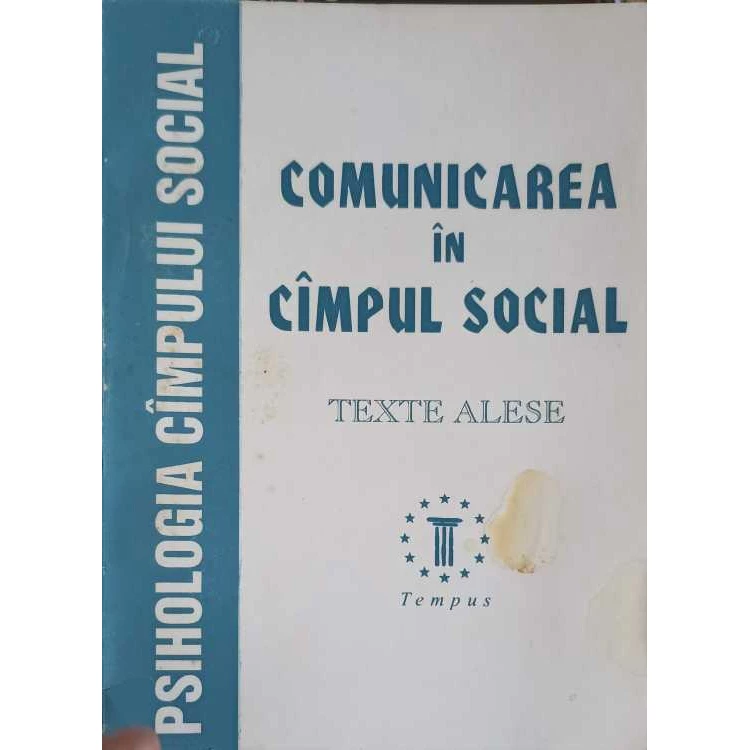 PSIHOLOGIA CÎMPULUI SOCIAL
COMUNICAREA
ÎN
CÎMPUL SOCIAL
TEXTE ALESE
Tempus